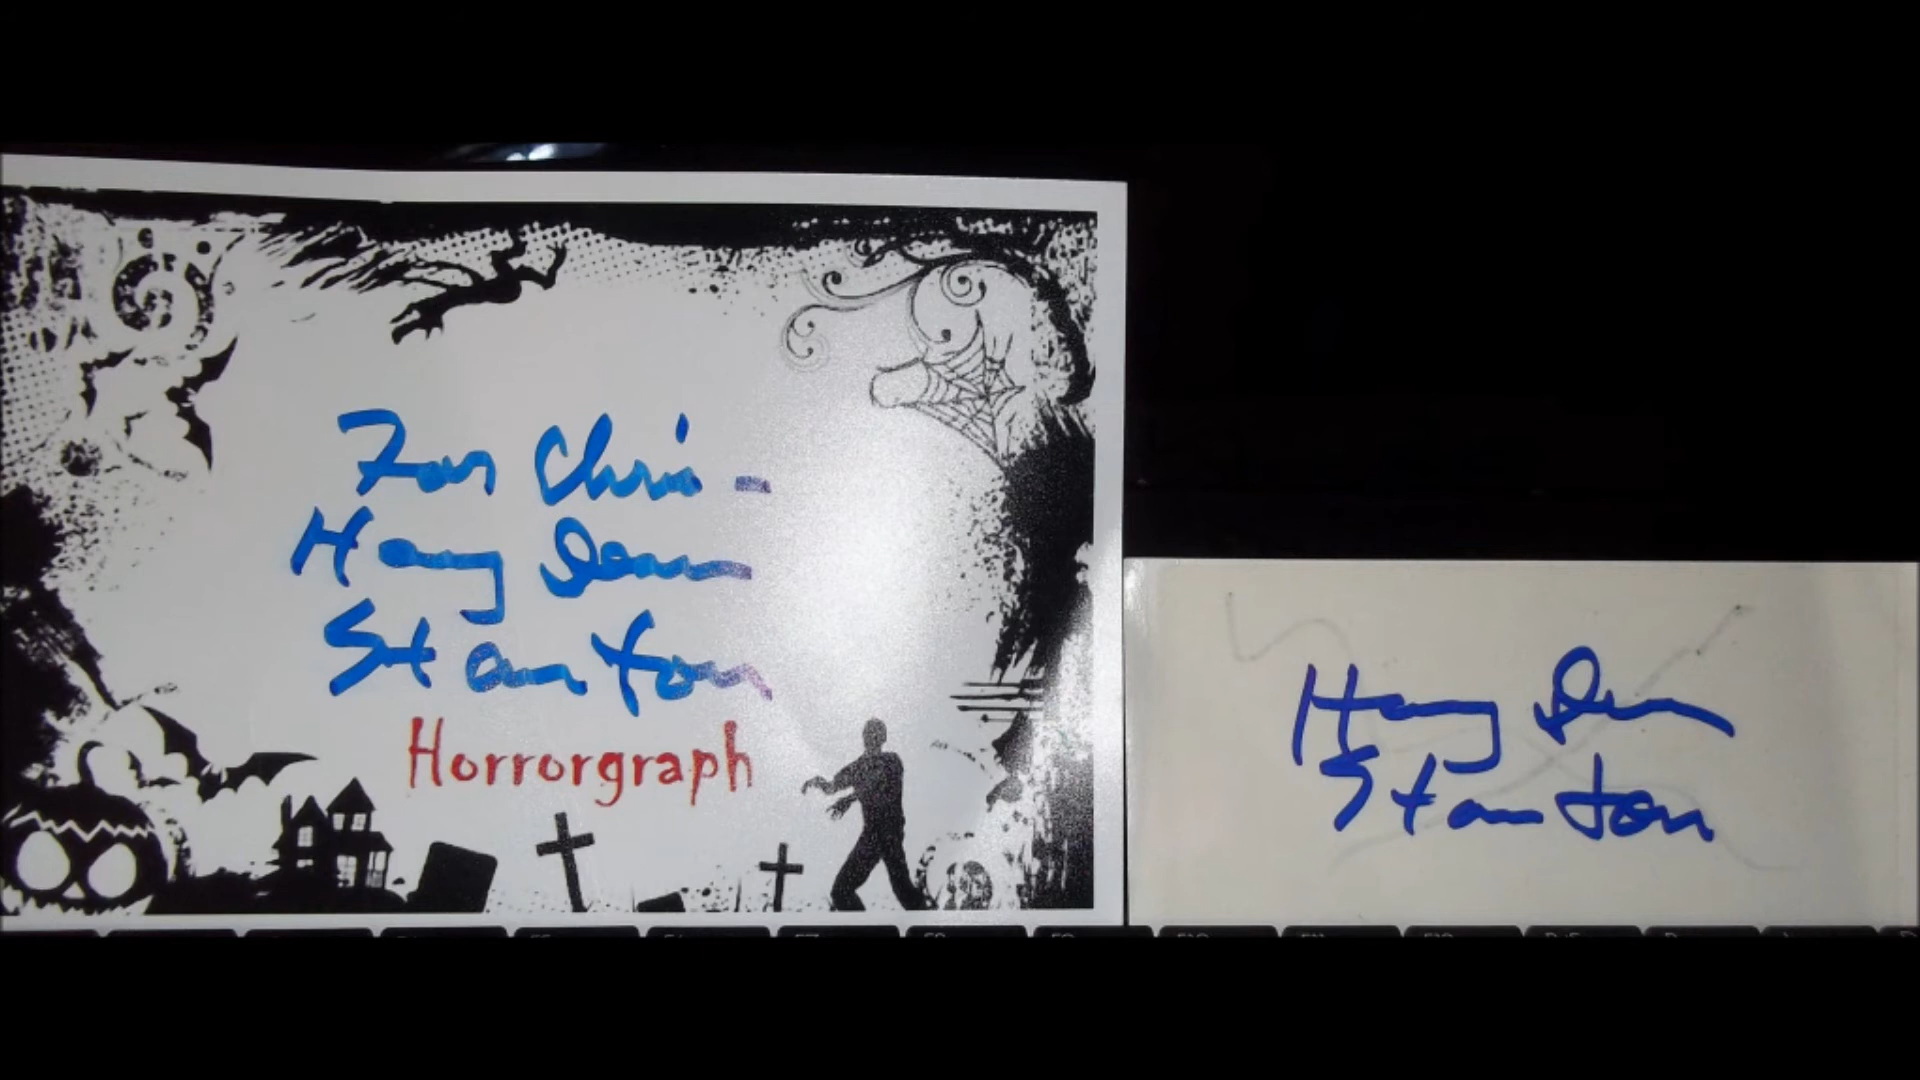 For Chris -
Harry Dean
Stanton
Horrorgraph
Harry Dean
Stanton